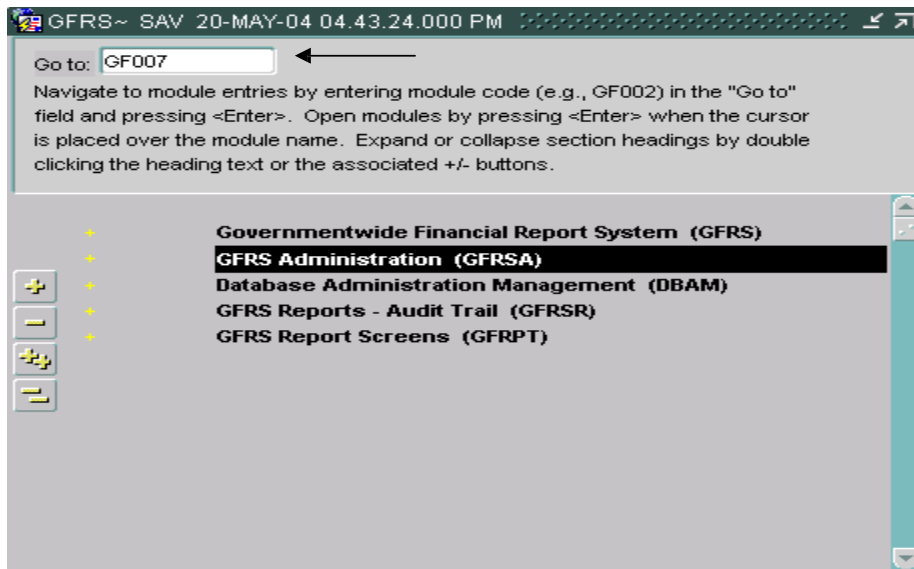 GFRS~ SAV 20-MAY-04 04.43.24.000 PM
Go to: GF007
Navigate to module entries by entering module code (e.g., GF002) in the "Go to"
field and pressing <Enter>. Open modules by pressing <Enter> when the cursor
is placed over the module name. Expand or collapse section headings by double
clicking the heading text or the associated +/- buttons.
+ Governmentwide Financial Report System (GFRS)
+ GFRS Administration (GFRSA)
+ Database Administration Management (DBAM)
+ GFRS Reports - Audit Trail (GFRSR)
+ GFRS Report Screens (GFRPT)